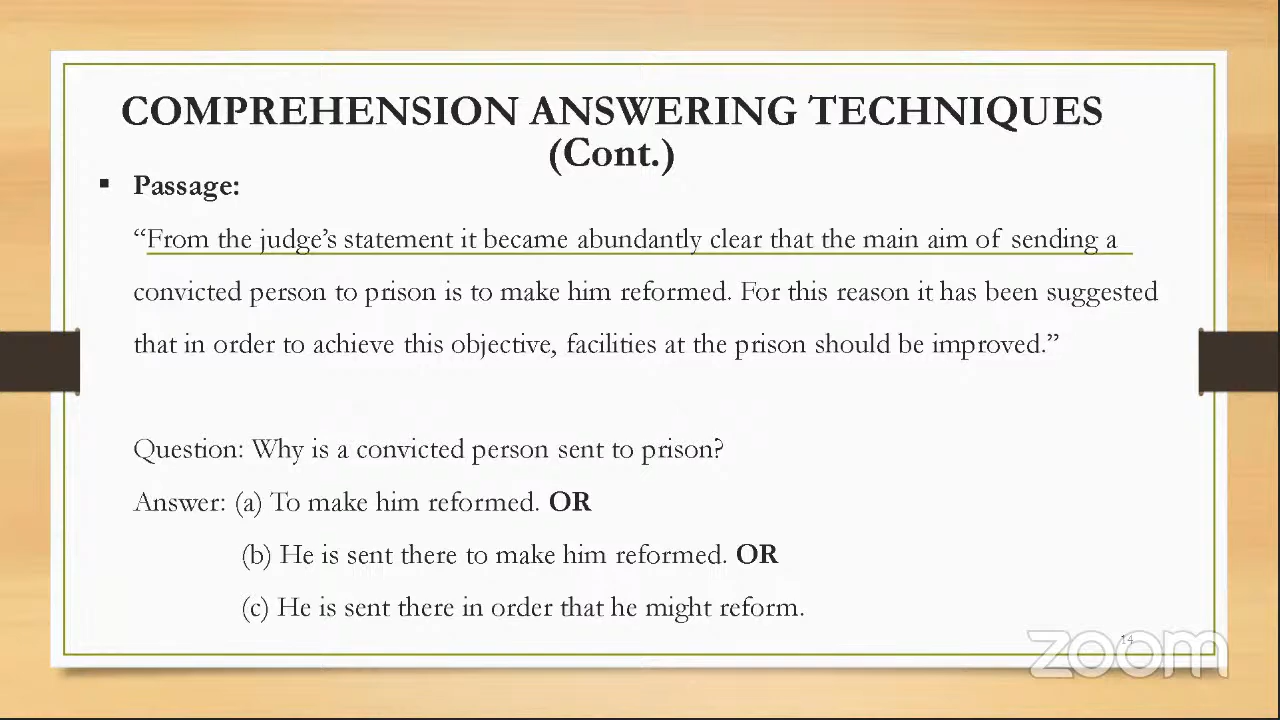 COMPREHENSION ANSWERING TECHNIQUES
(Cont.)
▪ Passage:
“From the judge’s statement it became abundantly clear that the main aim of sending a
convicted person to prison is to make him reformed. For this reason it has been suggested
that in order to achieve this objective, facilities at the prison should be improved.”
Question: Why is a convicted person sent to prison?
Answer: (a) To make him reformed. OR
(b) He is sent there to make him reformed. OR
(c) He is sent there in order that he might reform.
14
zoom